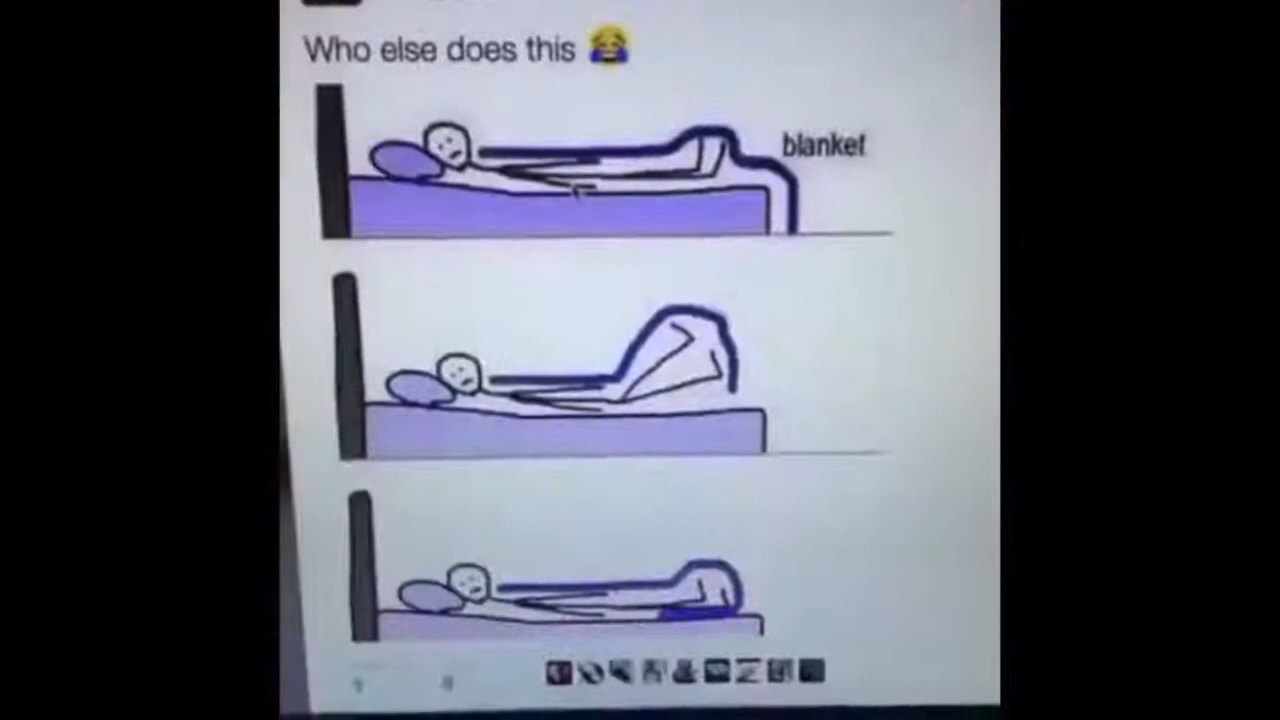 Who else does this 😂
blanket